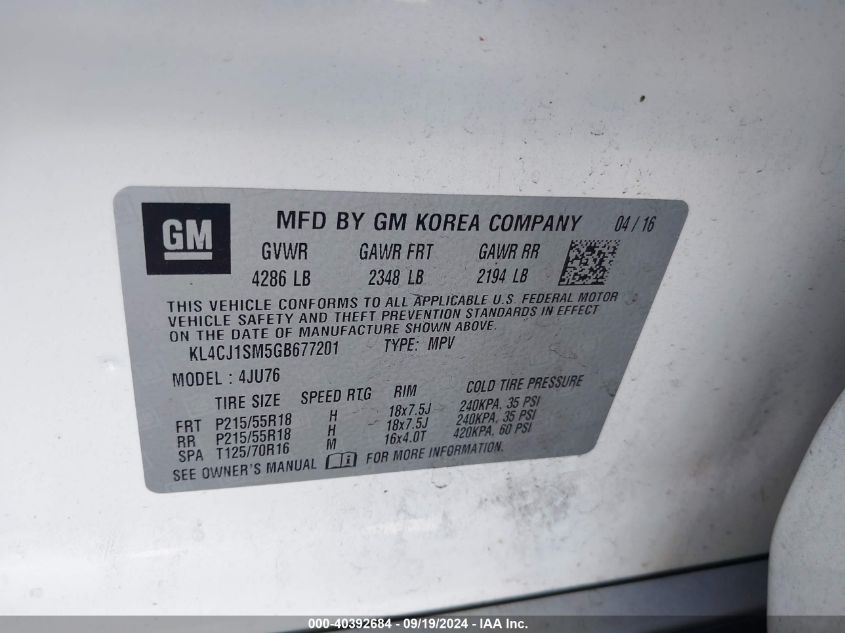 GM MFD BY GM KOREA COMPANY 04 / 16
GVWR GAWR FRT GAWR RR
4286 LB 2348 LB 2194 LB
THIS VEHICLE CONFORMS TO ALL APPLICABLE U.S. FEDERAL MOTOR
VEHICLE SAFETY AND THEFT PREVENTION STANDARDS IN EFFECT
ON THE DATE OF MANUFACTURE SHOWN ABOVE.
KL4CJ1SM5GB677201 TYPE: MPV
MODEL : 4JU76
TIRE SIZE SPEED RTG RIM COLD TIRE PRESSURE
FRT P215/55R18 H 18x7.5J 240KPA, 35 PSI
RR P215/55R18 H 18x7.5J 240KPA, 35 PSI
SPA T125/70R16 M 16x4.0T 420KPA, 60 PSI
SEE OWNER'S MANUAL FOR MORE INFORMATION.
000-40392684 - 09/19/2024 - IAA Inc.